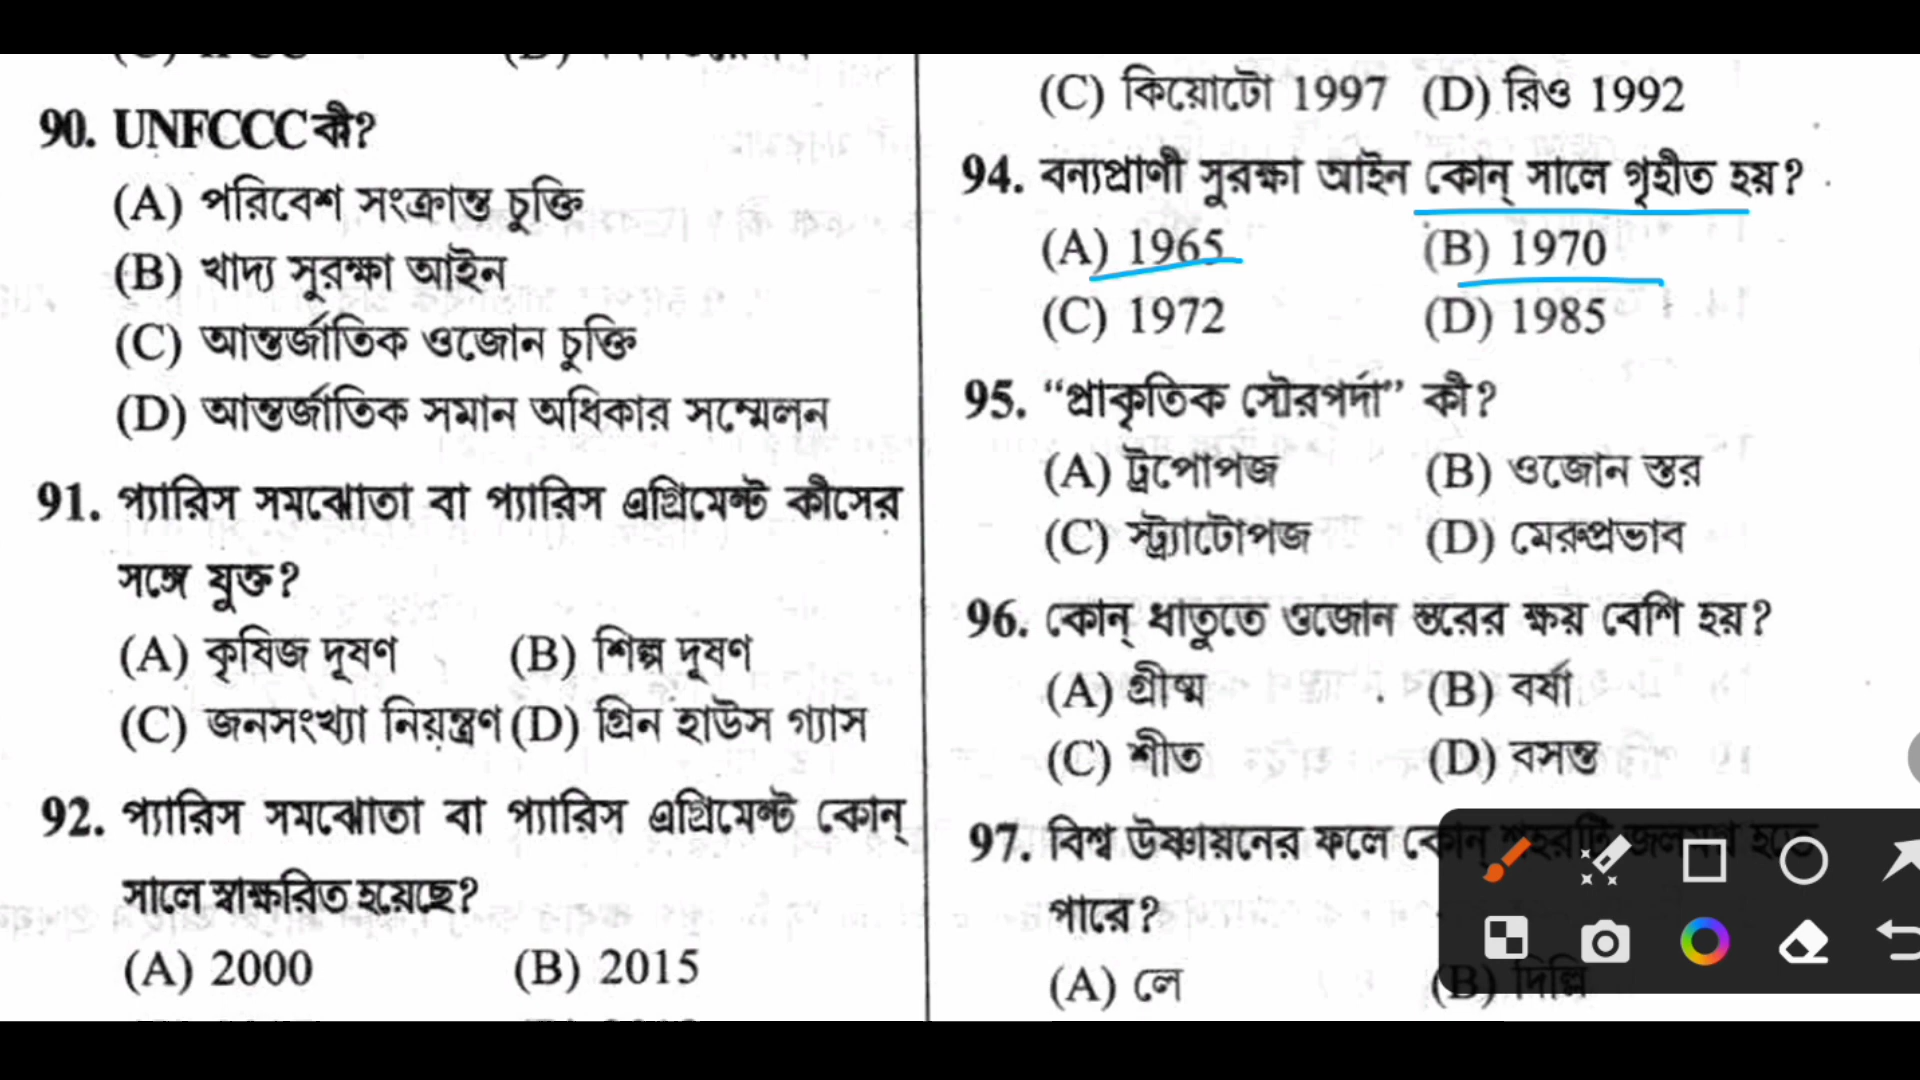 90. UNFCCC কী?
(A) পরিবেশ সংক্রান্ত চুক্তি
(B) খাদ্য সুরক্ষা আইন
(C) আন্তর্জাতিক ওজোন চুক্তি
(D) আন্তর্জাতিক সমান অধিকার সম্মেলন
91. প্যারিস সমঝোতা বা প্যারিস এগ্রিমেন্ট কীসের
সঙ্গে যুক্ত?
(A) কৃষিজ দূষণ (B) শিল্প দূষণ
(C) জনসংখ্যা নিয়ন্ত্রণ (D) গ্রিন হাউস গ্যাস
92. প্যারিস সমঝোতা বা প্যারিস এগ্রিমেন্ট কোন্
সালে স্বাক্ষরিত হয়েছে?
(A) 2000 (B) 2015
(C) কিয়োটো 1997 (D) রিও 1992
94. বন্যপ্রাণী সুরক্ষা আইন কোন্ সালে গৃহীত হয়?
(A) 1965 (B) 1970
(C) 1972 (D) 1985
95. “প্রাকৃতিক সৌরপর্দা” কী?
(A) ট্রপোপজ (B) ওজোন স্তর
(C) স্ট্র্যাটোপজ (D) মেরুপ্রভাব
96. কোন্ ঋতুতে ওজোন স্তরের ক্ষয় বেশি হয়?
(A) গ্রীষ্ম (B) বর্ষা
(C) শীত (D) বসন্ত
97. বিশ্ব উষ্ণায়নের ফলে কোন্ শহরটি জলমগ্ন হতে
পারে?
(A) লে (B) দিল্লি